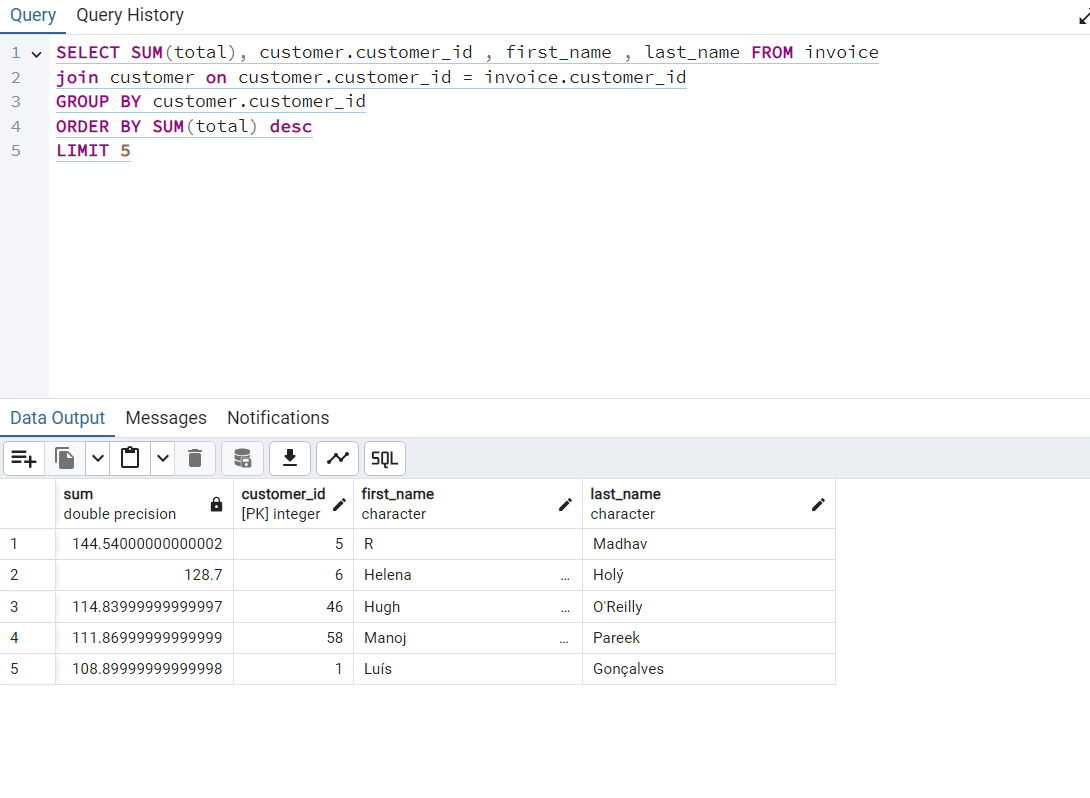 Query Query History
1 SELECT SUM(total), customer.customer_id , first_name , last_name FROM invoice
2 join customer on customer.customer_id = invoice.customer_id
3 GROUP BY customer.customer_id
4 ORDER BY SUM(total) desc
5 LIMIT 5
Data Output Messages Notifications
SQL
sum customer_id first_name last_name
double precision [PK] integer character character
1 144.54000000000002 5 R Madhav
2 128.7 6 Helena ... Holý
3 114.83999999999997 46 Hugh ... O'Reilly
4 111.86999999999999 58 Manoj ... Pareek
5 108.89999999999998 1 Luís Gonçalves